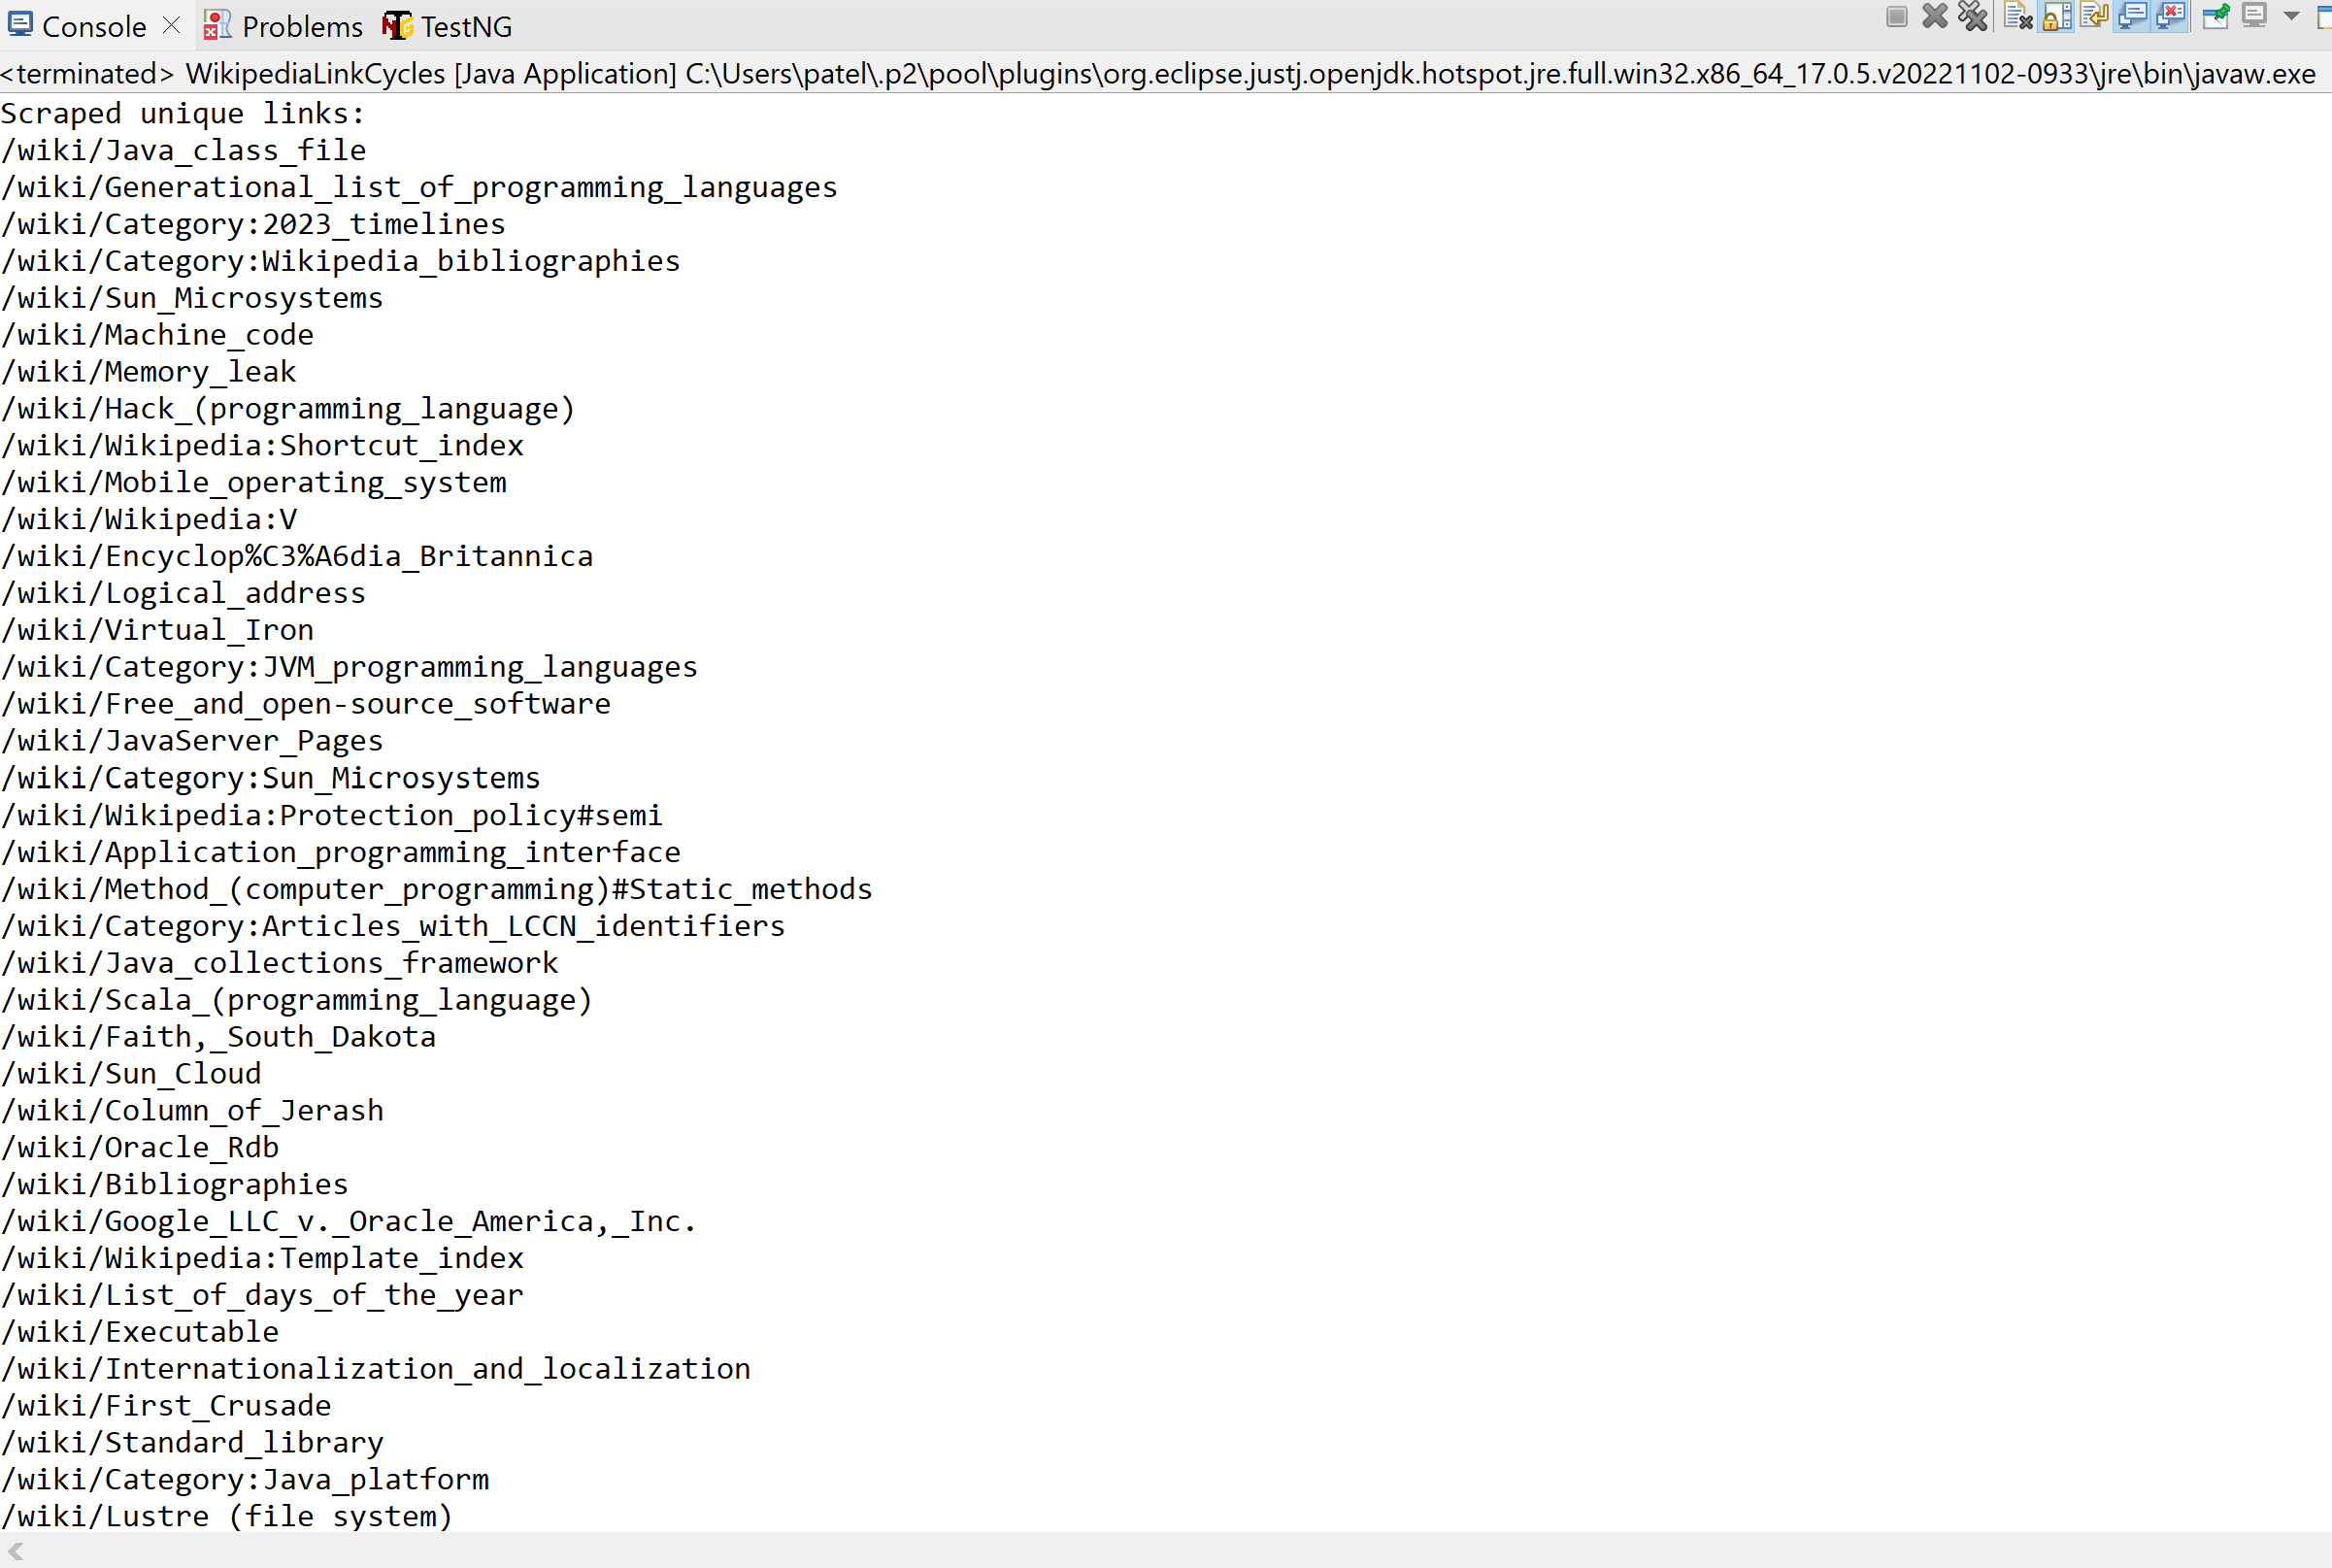 Console Problems TestNG
<terminated> WikipediaLinkCycles [Java Application] C:\Users\patel\.p2\pool\plugins\org.eclipse.justj.openjdk.hotspot.jre.full.win32.x86_64_17.0.5.v20221102-0933\jre\bin\javaw.exe
Scraped unique links:
/wiki/Java_class_file
/wiki/Generational_list_of_programming_languages
/wiki/Category:2023_timelines
/wiki/Category:Wikipedia_bibliographies
/wiki/Sun_Microsystems
/wiki/Machine_code
/wiki/Memory_leak
/wiki/Hack_(programming_language)
/wiki/Wikipedia:Shortcut_index
/wiki/Mobile_operating_system
/wiki/Wikipedia:V
/wiki/Encyclop%C3%A6dia_Britannica
/wiki/Logical_address
/wiki/Virtual_Iron
/wiki/Category:JVM_programming_languages
/wiki/Free_and_open-source_software
/wiki/JavaServer_Pages
/wiki/Category:Sun_Microsystems
/wiki/Wikipedia:Protection_policy#semi
/wiki/Application_programming_interface
/wiki/Method_(computer_programming)#Static_methods
/wiki/Category:Articles_with_LCCN_identifiers
/wiki/Java_collections_framework
/wiki/Scala_(programming_language)
/wiki/Faith,_South_Dakota
/wiki/Sun_Cloud
/wiki/Column_of_Jerash
/wiki/Oracle_Rdb
/wiki/Bibliographies
/wiki/Google_LLC_v._Oracle_America,_Inc.
/wiki/Wikipedia:Template_index
/wiki/List_of_days_of_the_year
/wiki/Executable
/wiki/Internationalization_and_localization
/wiki/First_Crusade
/wiki/Standard_library
/wiki/Category:Java_platform
/wiki/Lustre (file system)